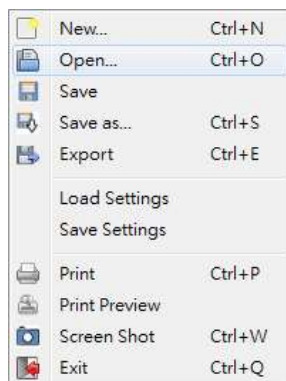 New... Ctrl+N
Open... Ctrl+O
Save
Save as... Ctrl+S
Export Ctrl+E
Load Settings
Save Settings
Print Ctrl+P
Print Preview
Screen Shot Ctrl+W
Exit Ctrl+Q